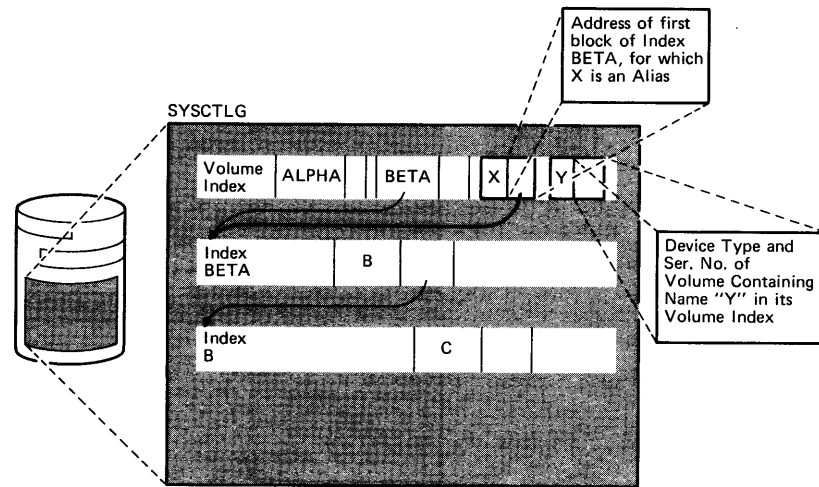 Address of first
block of Index
BETA, for which
X is an Alias
SYSCTLG
Volume
Index
ALPHA
BETA
X
Y
Index
BETA
B
Device Type and
Ser. No. of
Volume Containing
Name "Y" in its
Volume Index
Index
B
C